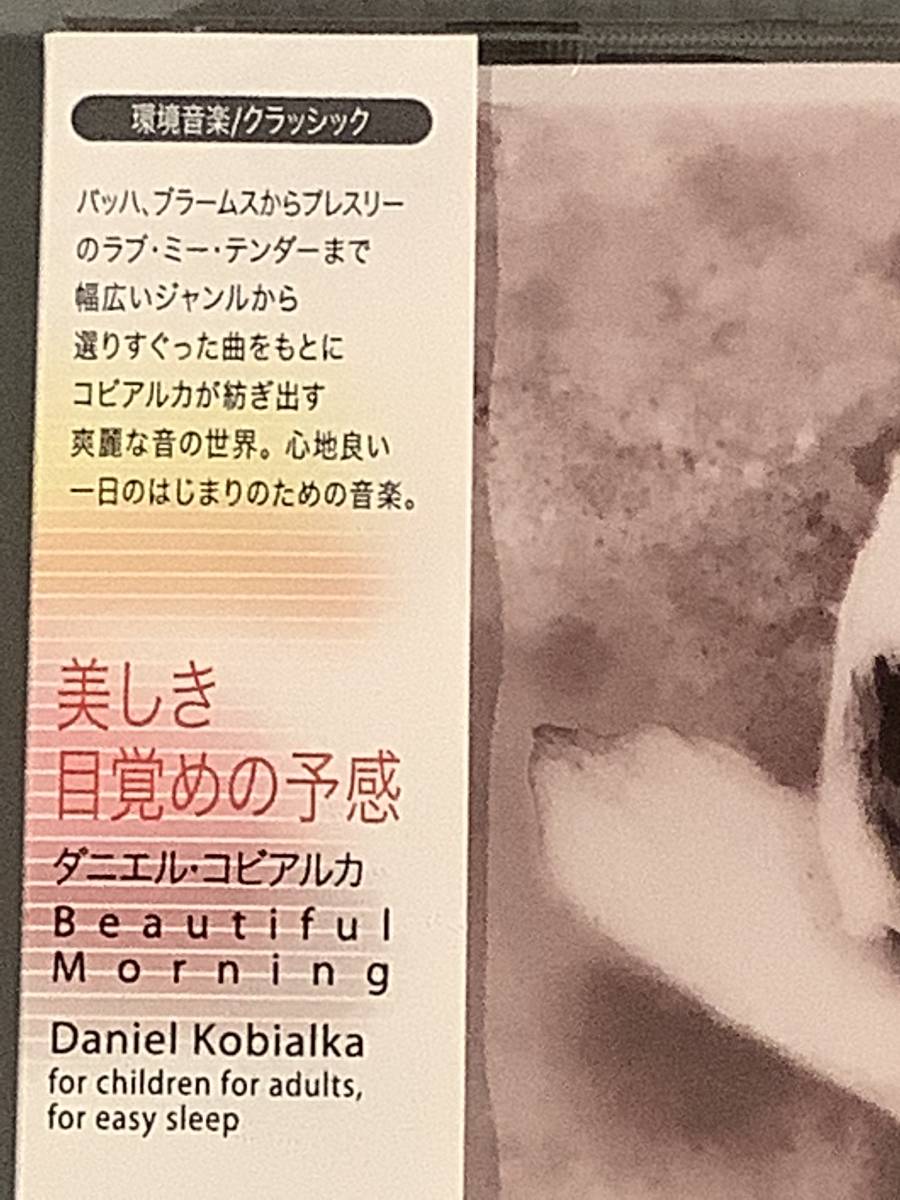 環境音楽/クラッシック
バッハ、ブラームスからプレスリー
のラブ・ミー・テンダーまで
幅広いジャンルから
選りすぐった曲をもとに
コビアルカが紡ぎ出す
爽麗な音の世界。心地良い
一日のはじまりのための音楽。
美しき
目覚めの予感
ダニエル・コビアルカ
Beautiful
Morning
Daniel Kobialka
for children for adults,
for easy sleep